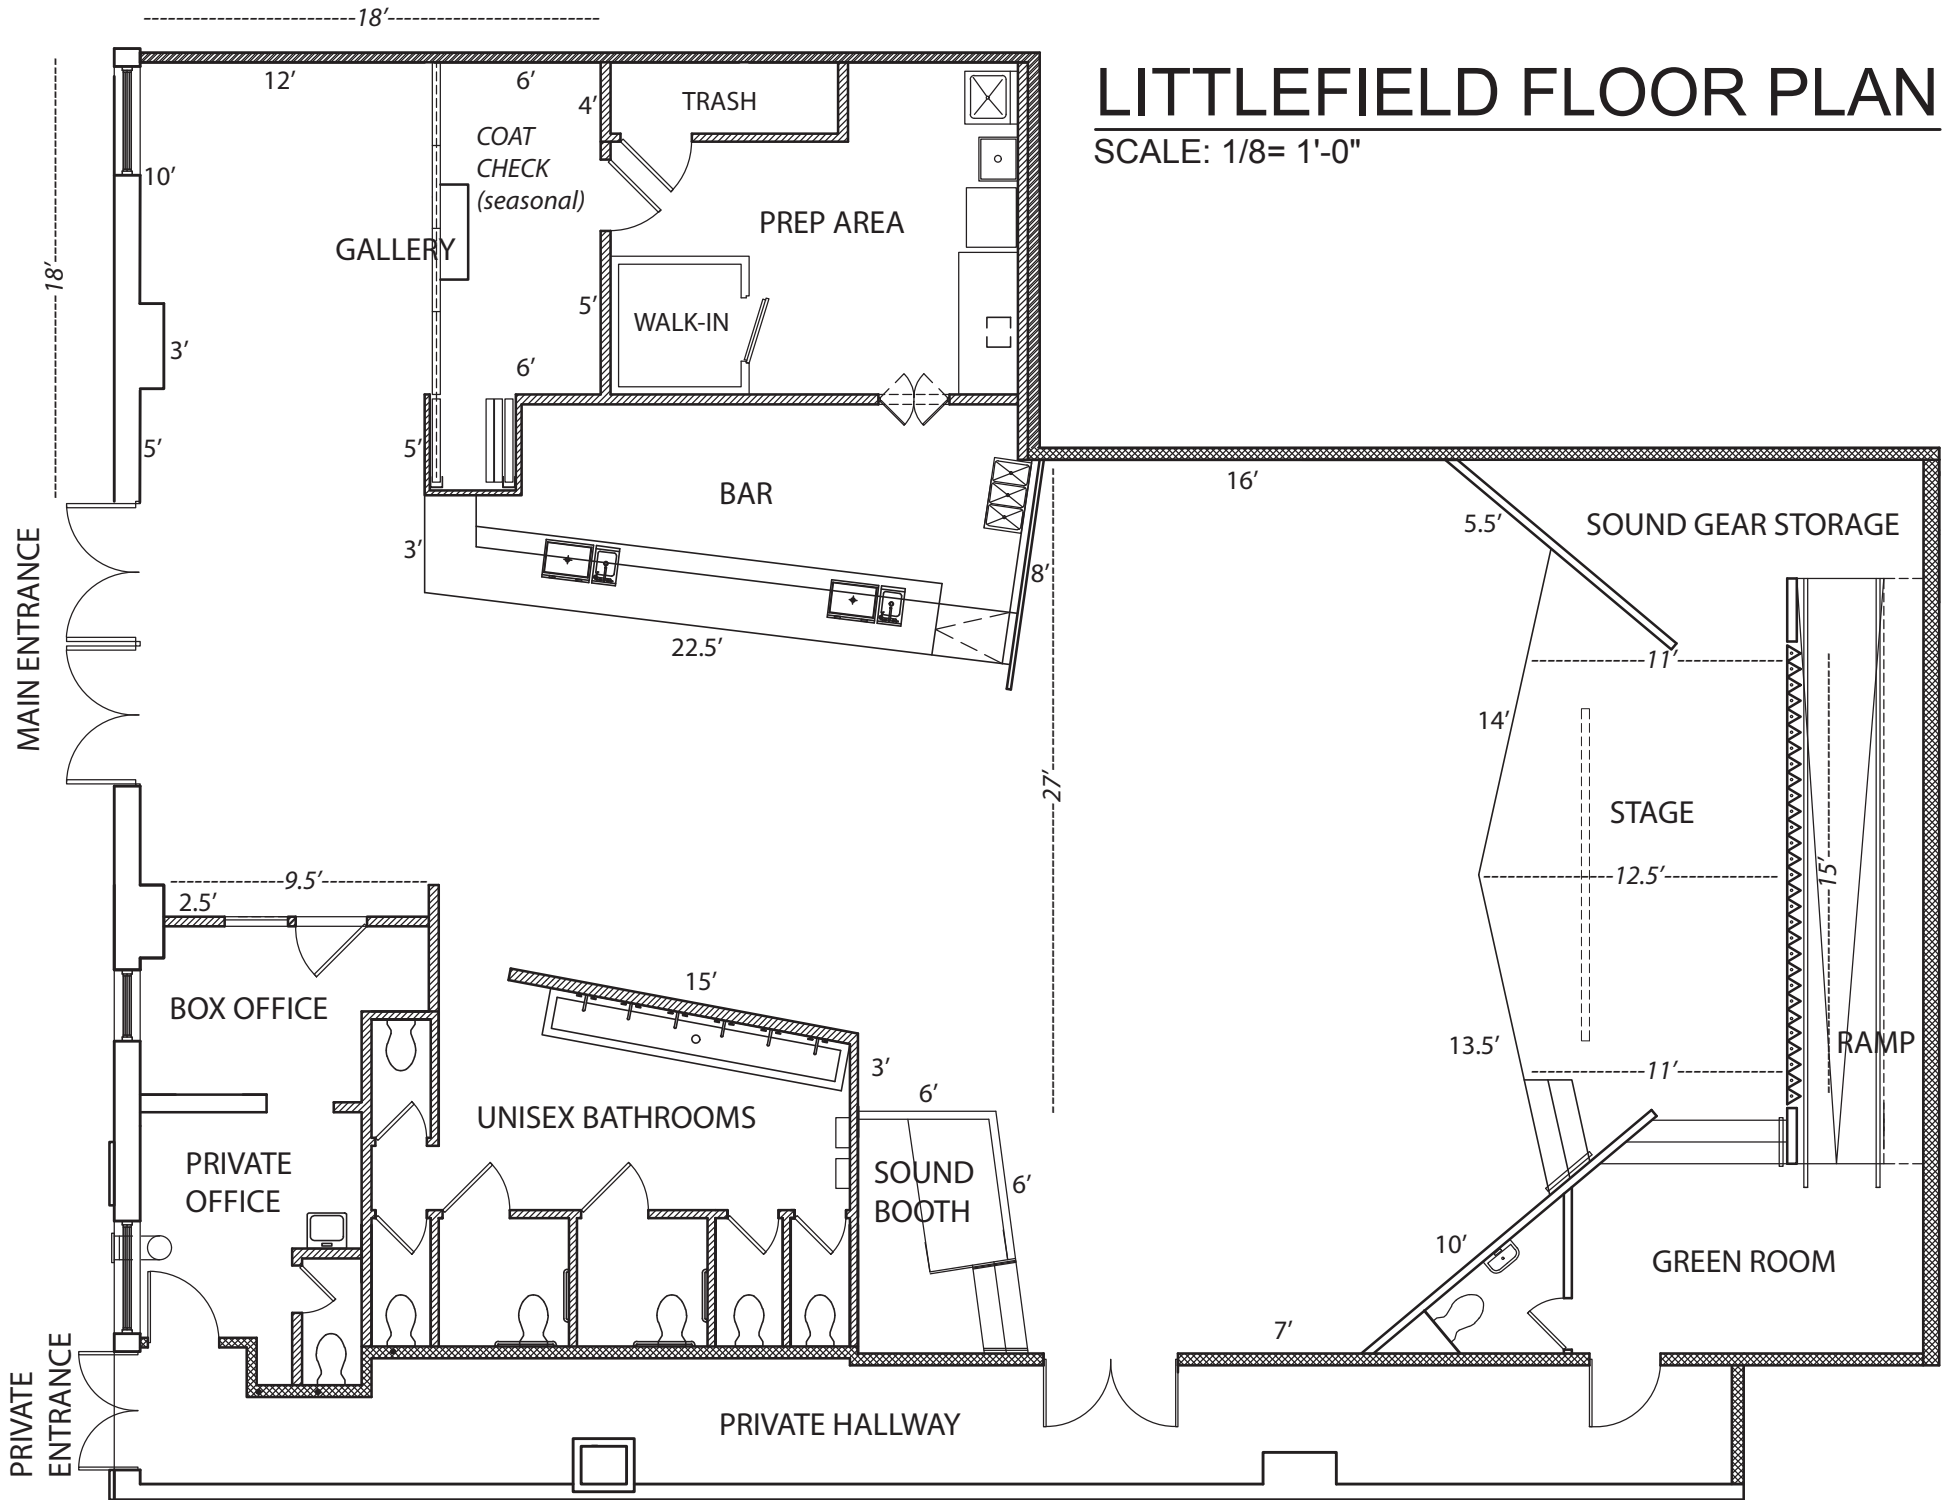 18′
LITTLEFIELD FLOOR PLAN
SCALE: 1/8= 1'-0"
12′
6′
4′
TRASH
COAT
CHECK
(seasonal)
10′
18′
GALLERY
PREP AREA
5′
WALK-IN
3′
6′
5′
5′
BAR
16′
5.5′
SOUND GEAR STORAGE
MAIN ENTRANCE
3′
8′
22.5′
11′
14′
27′
STAGE
12.5′
15′
9.5′
2.5′
BOX OFFICE
15′
13.5′
RAMP
11′
3′
6′
UNISEX BATHROOMS
PRIVATE
OFFICE
SOUND
BOOTH
6′
10′
GREEN ROOM
7′
PRIVATE
ENTRANCE
PRIVATE HALLWAY